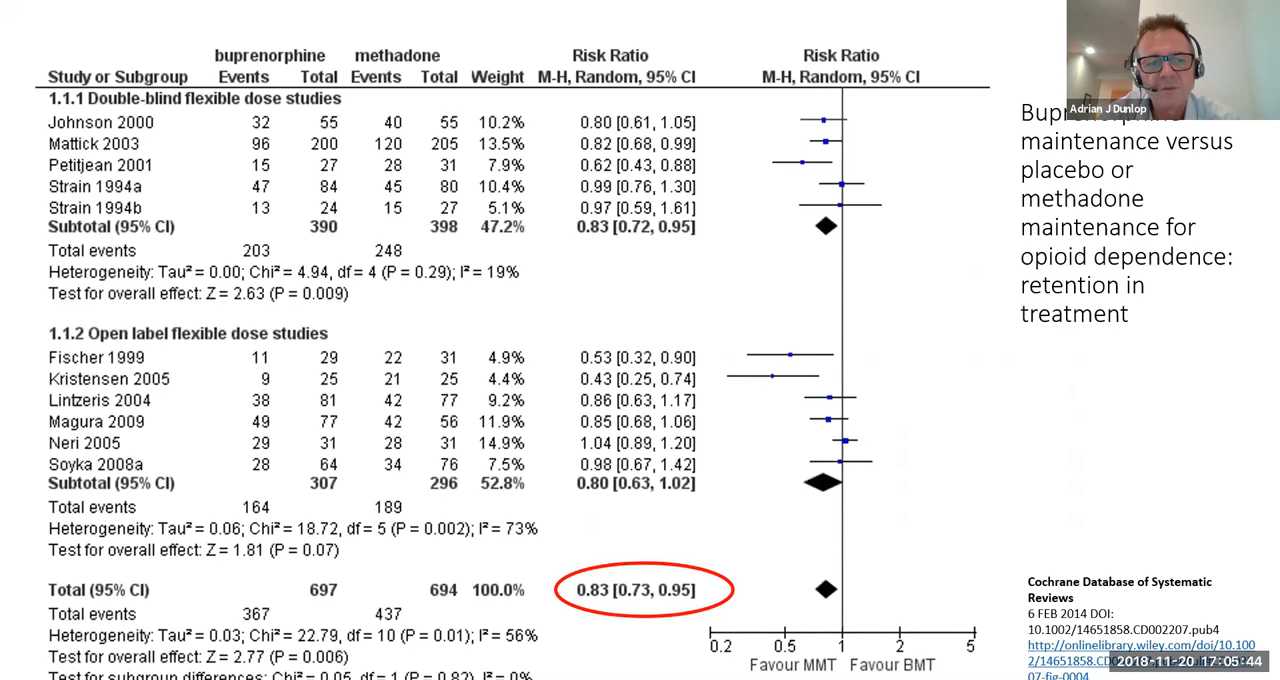 buprenorphine methadone Risk Ratio Risk Ratio
Study or Subgroup Events Total Events Total Weight M-H, Random, 95% CI M-H, Random, 95% CI
1.1.1 Double-blind flexible dose studies
Johnson 2000 32 55 40 55 10.2% 0.80 [0.61, 1.05]
Mattick 2003 96 200 120 205 13.5% 0.82 [0.68, 0.99]
Petitjean 2001 15 27 28 31 7.9% 0.62 [0.43, 0.88]
Strain 1994a 47 84 45 80 10.4% 0.99 [0.76, 1.30]
Strain 1994b 13 24 15 27 5.1% 0.97 [0.59, 1.61]
Subtotal (95% CI) 390 398 47.2% 0.83 [0.72, 0.95]
Total events 203 248
Heterogeneity: Tau² = 0.00; Chi² = 4.94, df = 4 (P = 0.29); I² = 19%
Test for overall effect: Z = 2.63 (P = 0.009)
1.1.2 Open label flexible dose studies
Fischer 1999 11 29 22 31 4.9% 0.53 [0.32, 0.90]
Kristensen 2005 9 25 21 25 4.4% 0.43 [0.25, 0.74]
Lintzeris 2004 38 81 42 77 9.2% 0.86 [0.63, 1.17]
Magura 2009 49 77 42 56 11.9% 0.85 [0.68, 1.06]
Neri 2005 29 31 28 31 14.9% 1.04 [0.89, 1.20]
Soyka 2008a 28 64 34 76 7.5% 0.98 [0.67, 1.42]
Subtotal (95% CI) 307 296 52.8% 0.80 [0.63, 1.02]
Total events 164 189
Heterogeneity: Tau² = 0.06; Chi² = 18.72, df = 5 (P = 0.002); I² = 73%
Test for overall effect: Z = 1.81 (P = 0.07)
Total (95% CI) 697 694 100.0% 0.83 [0.73, 0.95]
Total events 367 437
Heterogeneity: Tau² = 0.03; Chi² = 22.79, df = 10 (P = 0.01); I² = 56%
Test for overall effect: Z = 2.77 (P = 0.006)
Test for subgroup differences: Chi² = 0.05, df = 1 (P = 0.82), I² = 0%
0.2 0.5 1 2 5
Favour MMT Favour BMT
Adrian J Dunlop
Buprenorphine
maintenance versus
placebo or
methadone
maintenance for
opioid dependence:
retention in
treatment
Cochrane Database of Systematic
Reviews
6 FEB 2014 DOI:
10.1002/14651858.CD002207.pub4
http://onlinelibrary.wiley.com/doi/10.100
2/14651858.CD00
07-fig-0004
2018-11-20 17:05:44